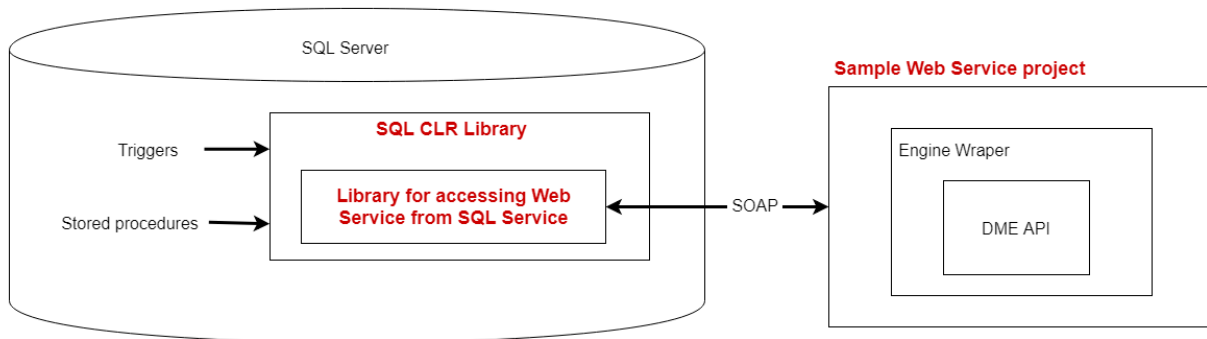 SQL Server
Sample Web Service project
SQL CLR Library
Triggers
Engine Wraper
Library for accessing Web
Service from SQL Service
SOAP
Stored procedures
DME API